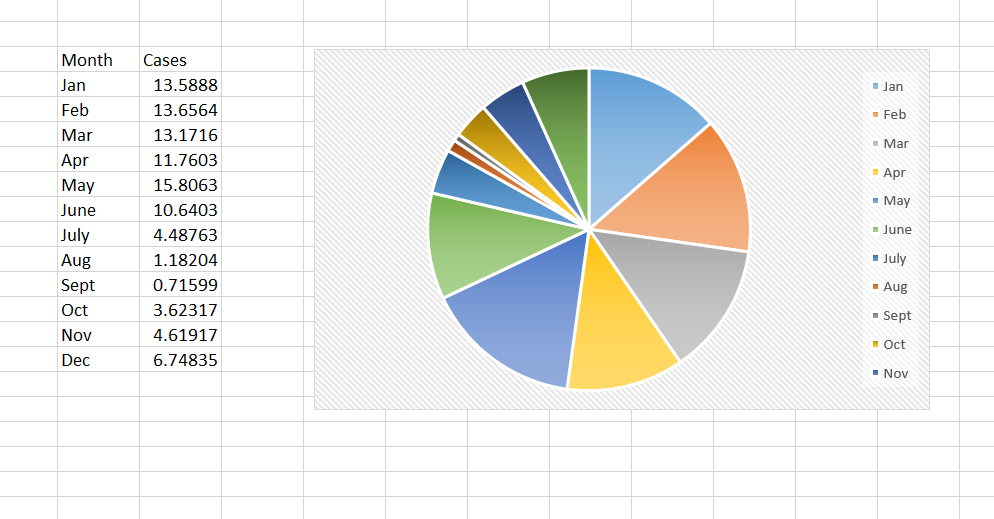 Month Cases
Jan 13.5888
Feb 13.6564
Mar 13.1716
Apr 11.7603
May 15.8063
June 10.6403
July 4.48763
Aug 1.18204
Sept 0.71599
Oct 3.62317
Nov 4.61917
Dec 6.74835
Jan
Feb
Mar
Apr
May
June
July
Aug
Sept
Oct
Nov